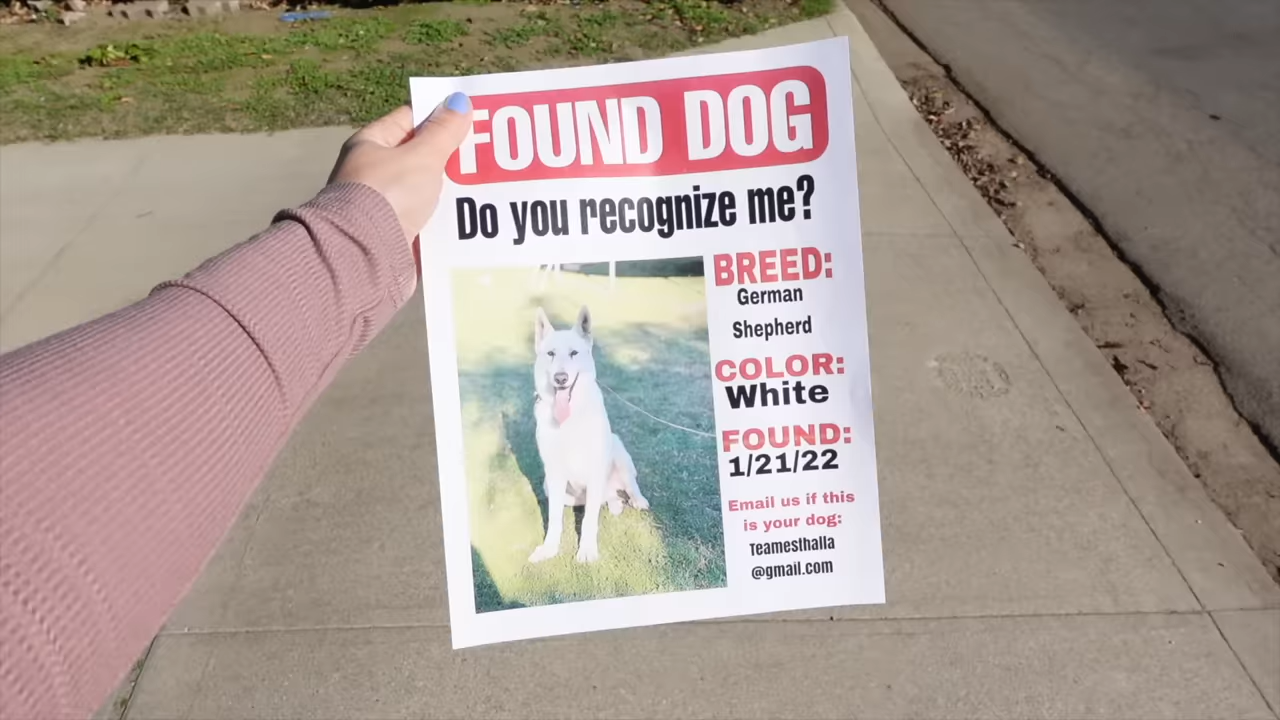 FOUND DOG
Do you recognize me?
BREED:
German
Shepherd
COLOR:
White
FOUND:
1/21/22
Email us if this
is your dog:
Teamesthalla
@gmail.com